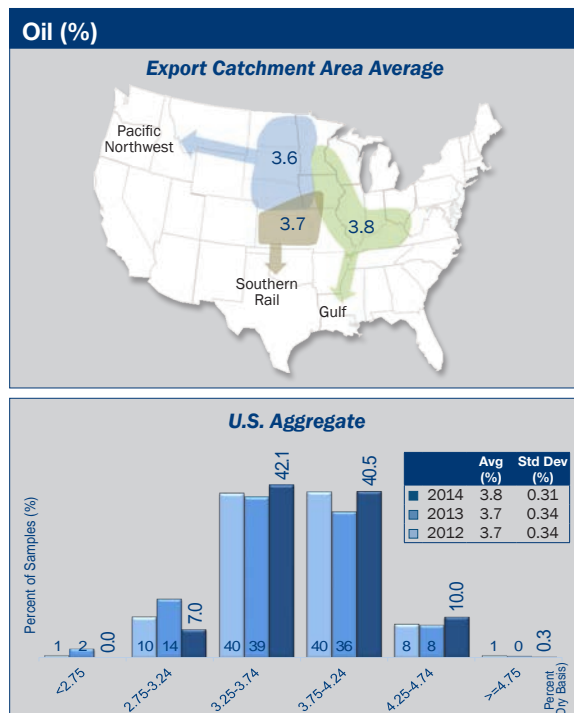 Oil (%)
Export Catchment Area Average
Pacific
Northwest
3.6
3.7
3.8
Southern
Rail
Gulf
U.S. Aggregate
Percent of Samples (%)
Avg
(%)
Std Dev
(%)
2014 3.8 0.31
2013 3.7 0.34
2012 3.7 0.34
1 2 0.0
10 14 7.0
40 39 42.1
40 36 40.5
8 8 10.0
1 0 0.3
<2.75
2.75-3.24
3.25-3.74
3.75-4.24
4.25-4.74
>=4.75
Percent
Dry Basis)